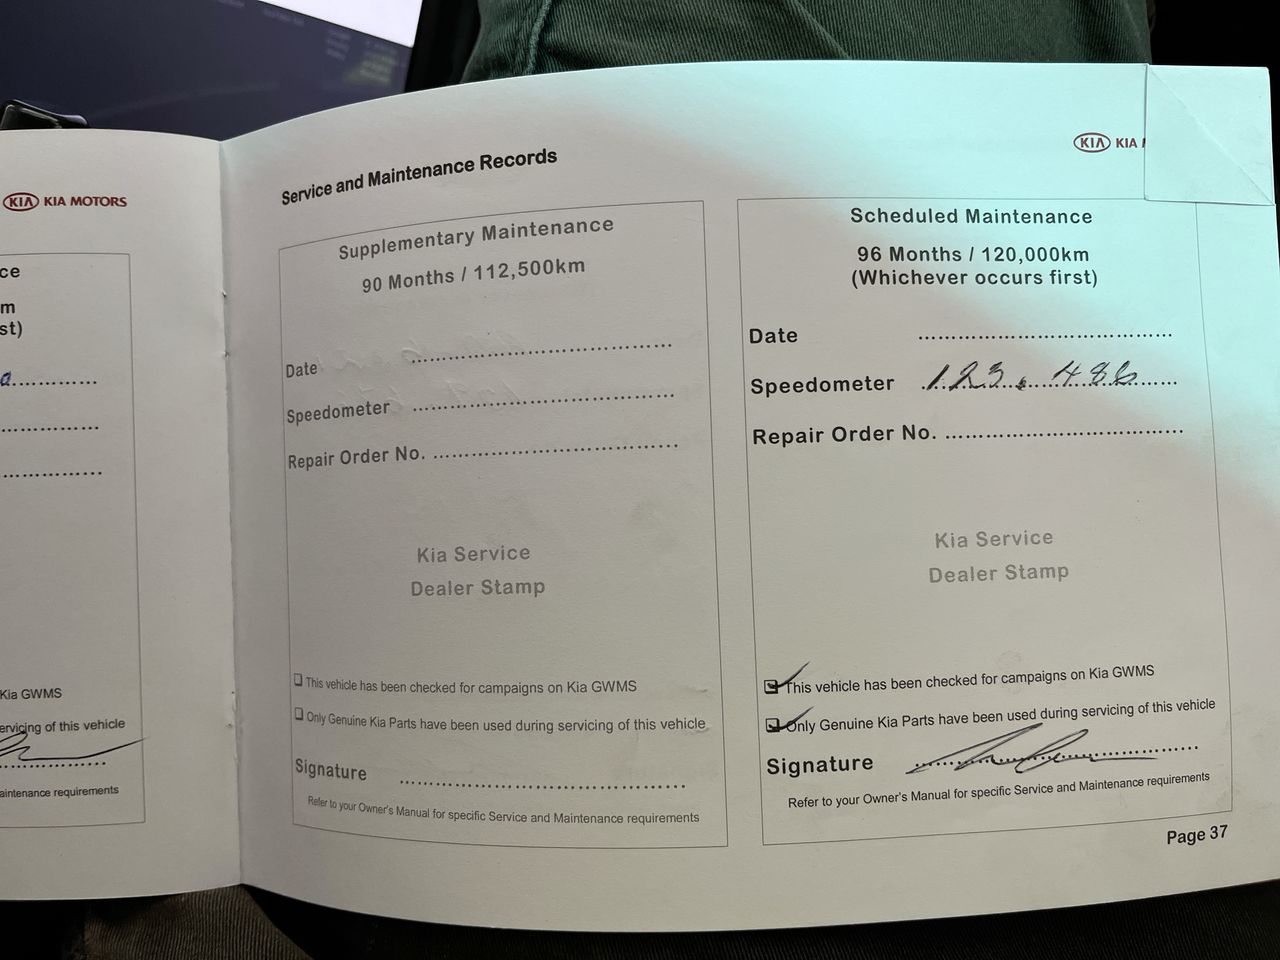 KIA KIA MOTORS
ce
m
st)
a
Kia GWMS
ervicing of this vehicle
aintenance requirements
Service and Maintenance Records
KIA KIA
Supplementary Maintenance
90 Months / 112,500km
Date
Speedometer
Repair Order No.
Kia Service
Dealer Stamp
This vehicle has been checked for campaigns on Kia GWMS
Only Genuine Kia Parts have been used during servicing of this vehicle
Signature
Refer to your Owner's Manual for specific Service and Maintenance requirements
Scheduled Maintenance
96 Months / 120,000km
(Whichever occurs first)
Date
Speedometer 123. 486
Repair Order No.
Kia Service
Dealer Stamp
This vehicle has been checked for campaigns on Kia GWMS
Only Genuine Kia Parts have been used during servicing of this vehicle
Signature
Refer to your Owner's Manual for specific Service and Maintenance requirements
Page 37